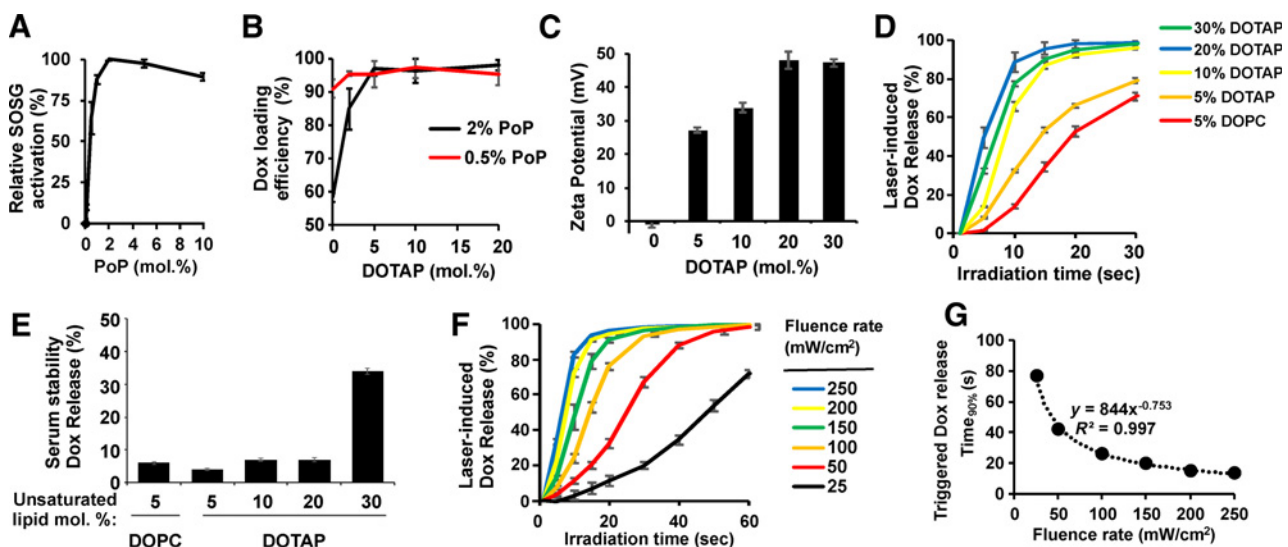 A
Relative SOSG
activation (%)
100
75
50
25
0
0 2 4 6 8 10
PoP (mol.%)
B
Dox loading
efficiency (%)
100
90
80
70
60
50
2% PoP
0.5% PoP
0 5 10 15 20
DOTAP (mol.%)
C
Zeta Potential (mV)
50
40
30
20
10
0
0 5 10 20 30
DOTAP (mol.%)
D
Laser-induced
Dox Release (%)
100
80
60
40
20
0
0 10 20 30
Irradiation time (sec)
30% DOTAP
20% DOTAP
10% DOTAP
5% DOTAP
5% DOPC
E
Serum stability
Dox Release (%)
50
40
30
20
10
0
Unsaturated
lipid mol. %:
5 5 10 20 30
DOPC DOTAP
F
Laser-induced
Dox Release (%)
100
80
60
40
20
0
0 20 40 60
Irradiation time (sec)
Fluence rate
(mW/cm²)
250
200
150
100
50
25
G
Triggered Dox release
Time90% (s)
100
80
60
40
20
0
y = 844x-0.753
R² = 0.997
0 50 100 150 200 250
Fluence rate (mW/cm²)